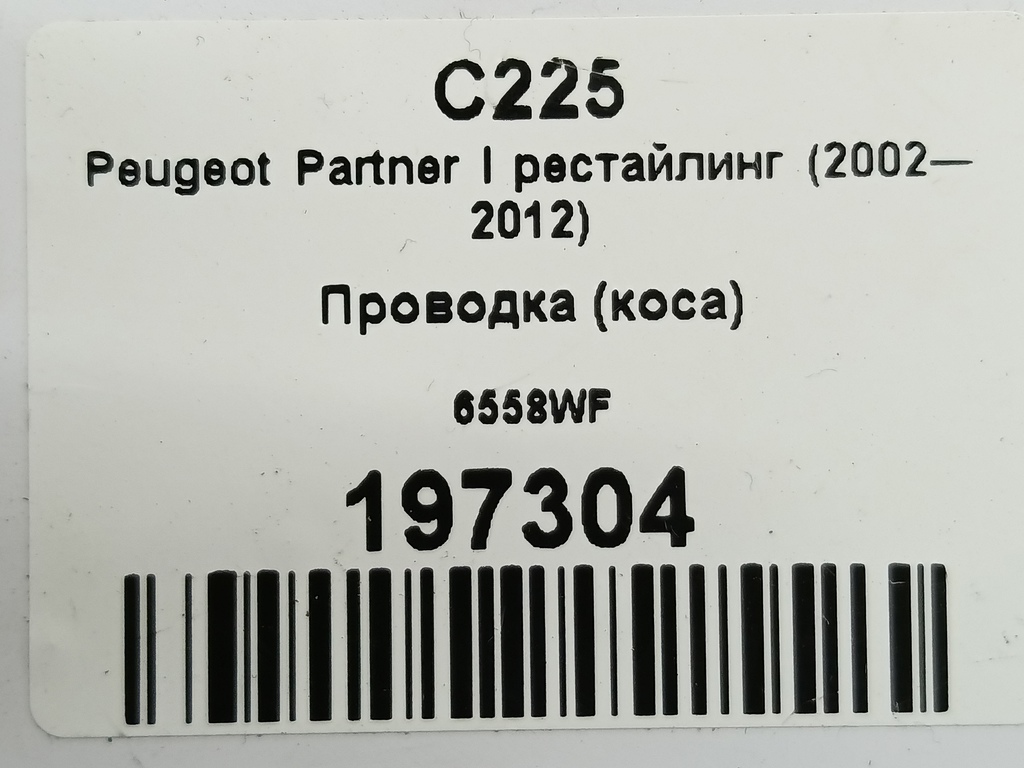 C225
Peugeot Partner I рестайлинг (2002—
2012)
Проводка (коса)
6558WF
197304